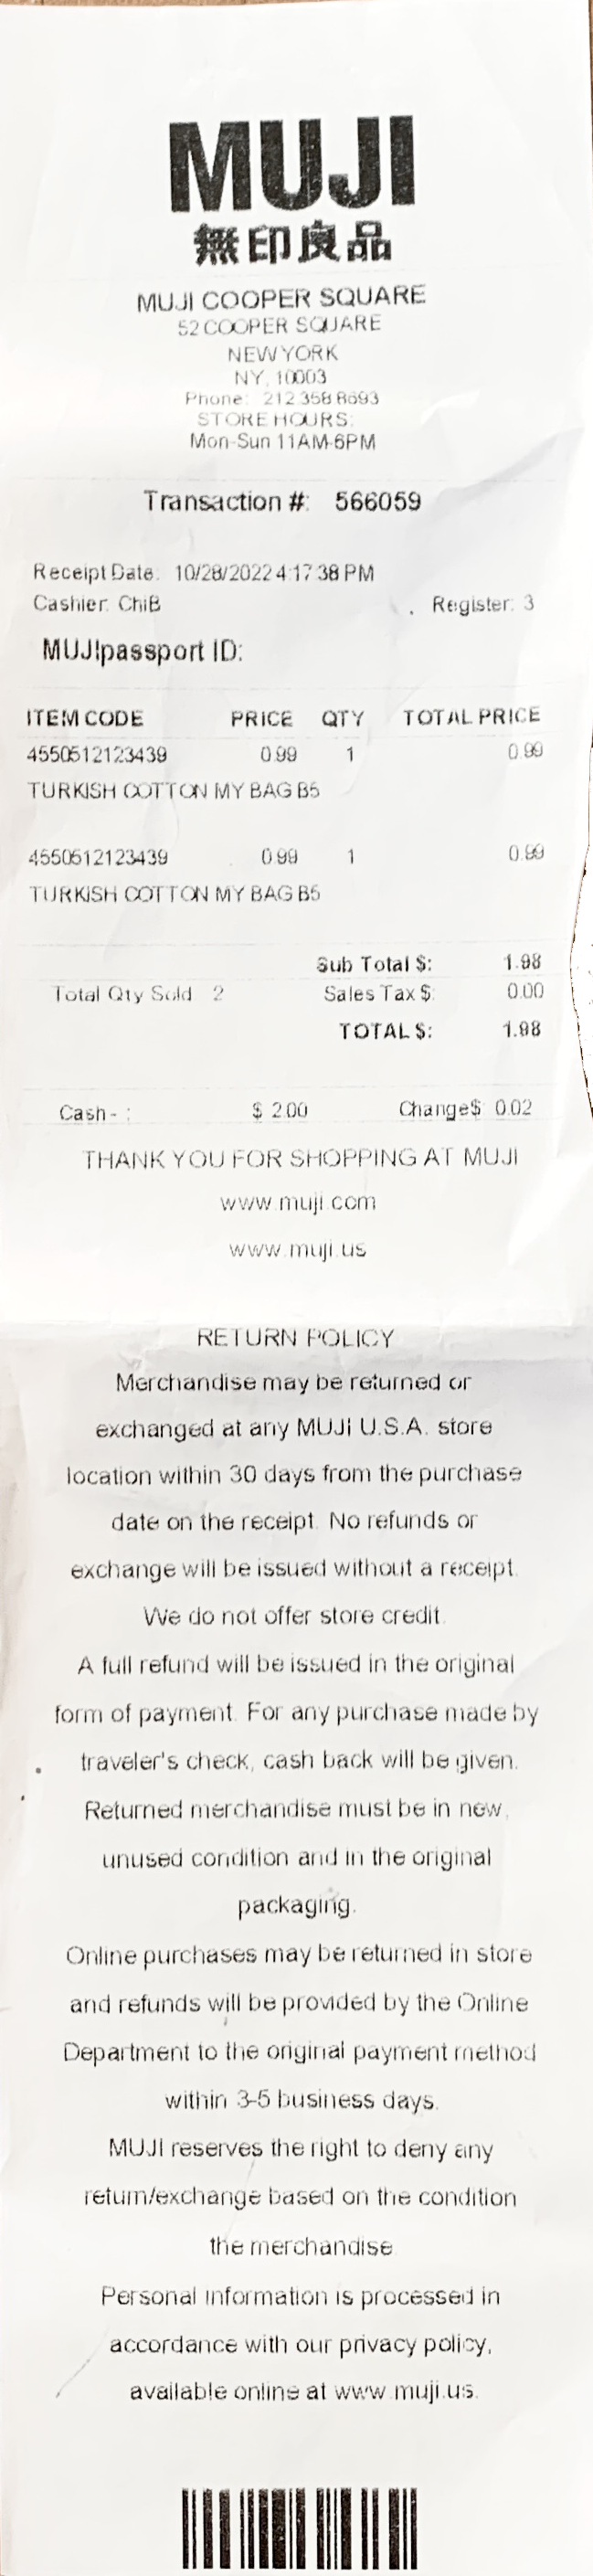 MUJI
無印良品
MUJI COOPER SQUARE
52 COOPER SQUARE
NEW YORK
NY, 10003
Phone: 212 358 8693
STORE HOURS:
Mon-Sun 11AM-6PM
Transaction #: 566059
Receipt Date: 10/28/2022 4:17:38 PM
Cashier: ChiB Register: 3
MUJIpassport ID:
ITEM CODE PRICE QTY TOTAL PRICE
4550512123439 0.99 1 0.99
TURKISH COTTON MY BAG B5
4550512123439 0.99 1 0.99
TURKISH COTTON MY BAG B5
Sub Total $: 1.98
Total Qty Sold 2 Sales Tax $: 0.00
TOTAL $: 1.98
Cash - : $ 2.00 Change$ 0.02
THANK YOU FOR SHOPPING AT MUJI
www.muji.com
www.muji.us
RETURN POLICY
Merchandise may be returned or
exchanged at any MUJI U.S.A. store
location within 30 days from the purchase
date on the receipt. No refunds or
exchange will be issued without a receipt.
We do not offer store credit.
A full refund will be issued in the original
form of payment. For any purchase made by
traveler's check, cash back will be given.
Returned merchandise must be in new,
unused condition and in the original
packaging.
Online purchases may be returned in store
and refunds will be provided by the Online
Department to the original payment method
within 3-5 business days.
MUJI reserves the right to deny any
return/exchange based on the condition
the merchandise
Personal information is processed in
accordance with our privacy policy,
available online at www.muji.us.